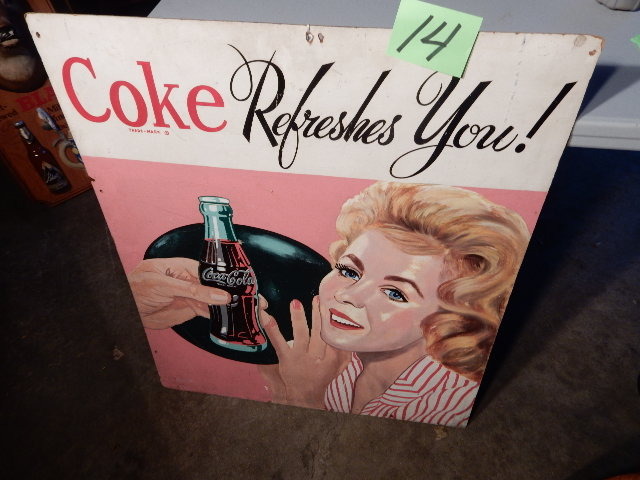 14
Coke Refreshes You!
TRADE-MARK ®
Coca-Cola